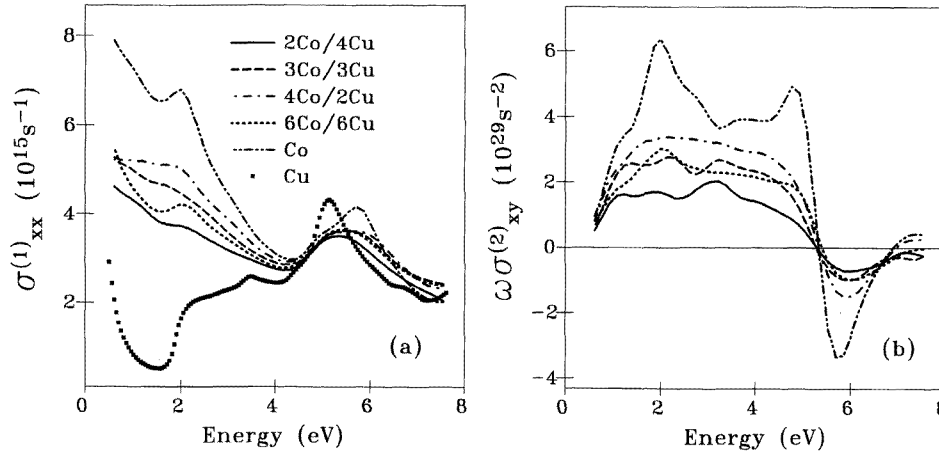 8
6
4
2
σ(1)xx (10^15 s−1)
2Co/4Cu
3Co/3Cu
4Co/2Cu
6Co/6Cu
Co
Cu
(a)
0 2 4 6 8
Energy (eV)
6
4
2
0
−2
−4
ωσ(2)xy (10^29 s−2)
(b)
0 2 4 6 8
Energy (eV)